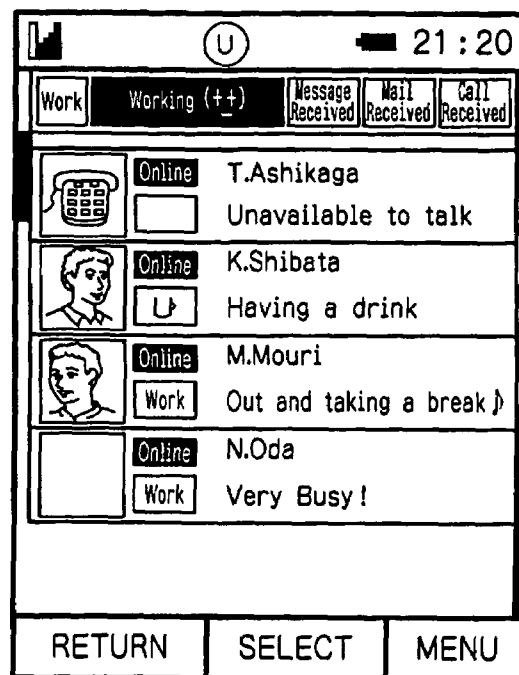 U 21:20
Work Working (++) Message Received Mail Received Call Received
Online T.Ashikaga
Unavailable to talk
Online K.Shibata
Having a drink
Online M.Mouri
Work Out and taking a break♪
Online N.Oda
Work Very Busy!
RETURN SELECT MENU